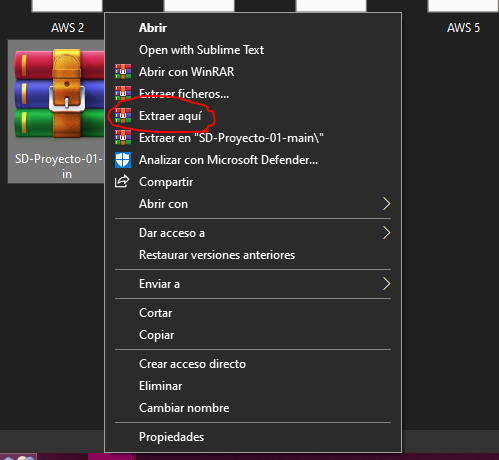 AWS 2
AWS 5
SD-Proyecto-01-
in
Abrir
Open with Sublime Text
Abrir con WinRAR
Extraer ficheros...
Extraer aquí
Extraer en "SD-Proyecto-01-main\"
Analizar con Microsoft Defender...
Compartir
Abrir con
Dar acceso a
Restaurar versiones anteriores
Enviar a
Cortar
Copiar
Crear acceso directo
Eliminar
Cambiar nombre
Propiedades